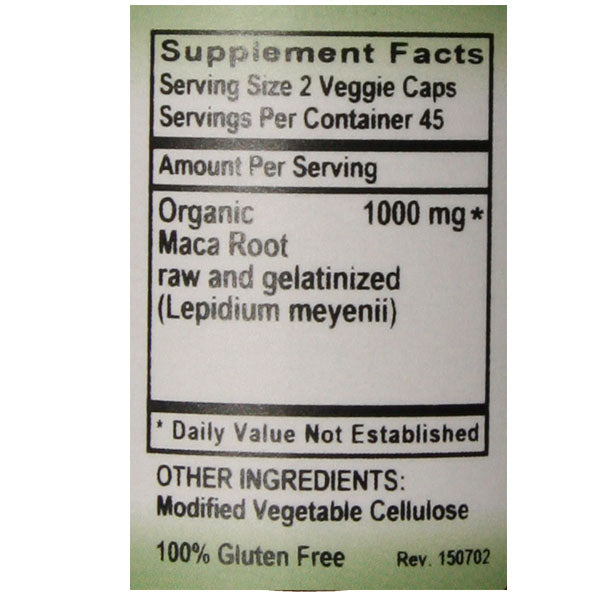 Supplement Facts
Serving Size 2 Veggie Caps
Servings Per Container 45
Amount Per Serving
Organic 1000 mg*
Maca Root
raw and gelatinized
(Lepidium meyenii)
* Daily Value Not Established
OTHER INGREDIENTS:
Modified Vegetable Cellulose
100% Gluten Free Rev. 150702